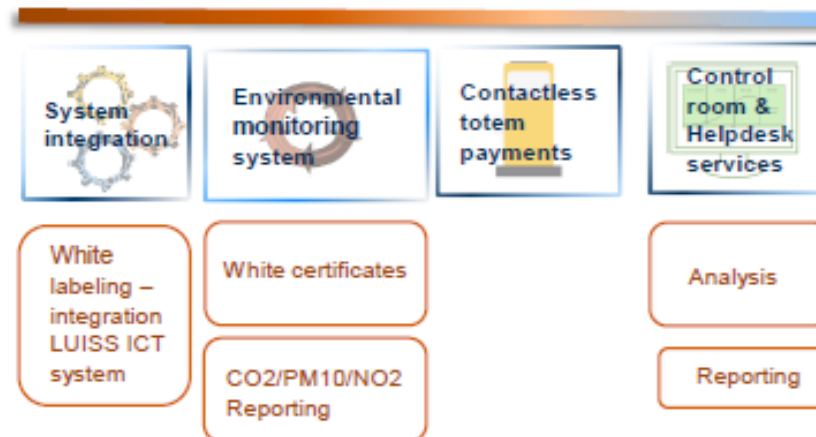 System
integration
Environmental
monitoring
system
Contactless
totem
payments
Control
room &
Helpdesk
services
White
labeling –
integration
LUISS ICT
system
White certificates
CO2/PM10/NO2
Reporting
Analysis
Reporting